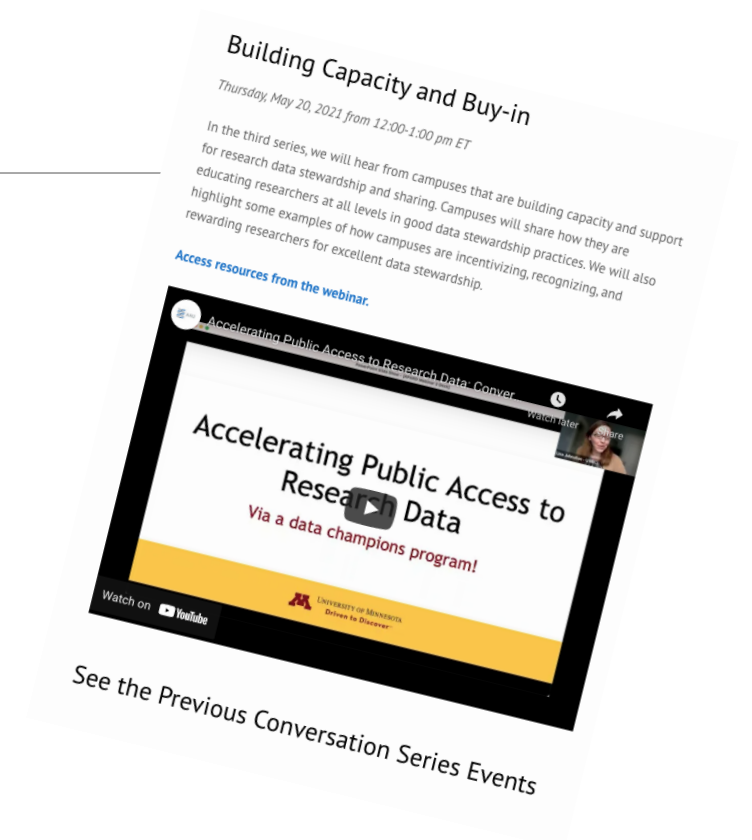 Building Capacity and Buy-in
Thursday, May 20, 2021 from 12:00-1:00 pm ET
In the third series, we will hear from campuses that are building capacity and support
for research data stewardship and sharing. Campuses will share how they are
educating researchers at all levels in good data stewardship practices. We will also
highlight some examples of how campuses are incentivizing, recognizing, and
rewarding researchers for excellent data stewardship.
Access resources from the webinar.
Accelerating Public Access to Research Data: Conver
Watch later
Share
Accelerating Public Access to
Research Data
Via a data champions program!
UNIVERSITY OF MINNESOTA
Driven to Discover
Watch on YouTube
See the Previous Conversation Series Events